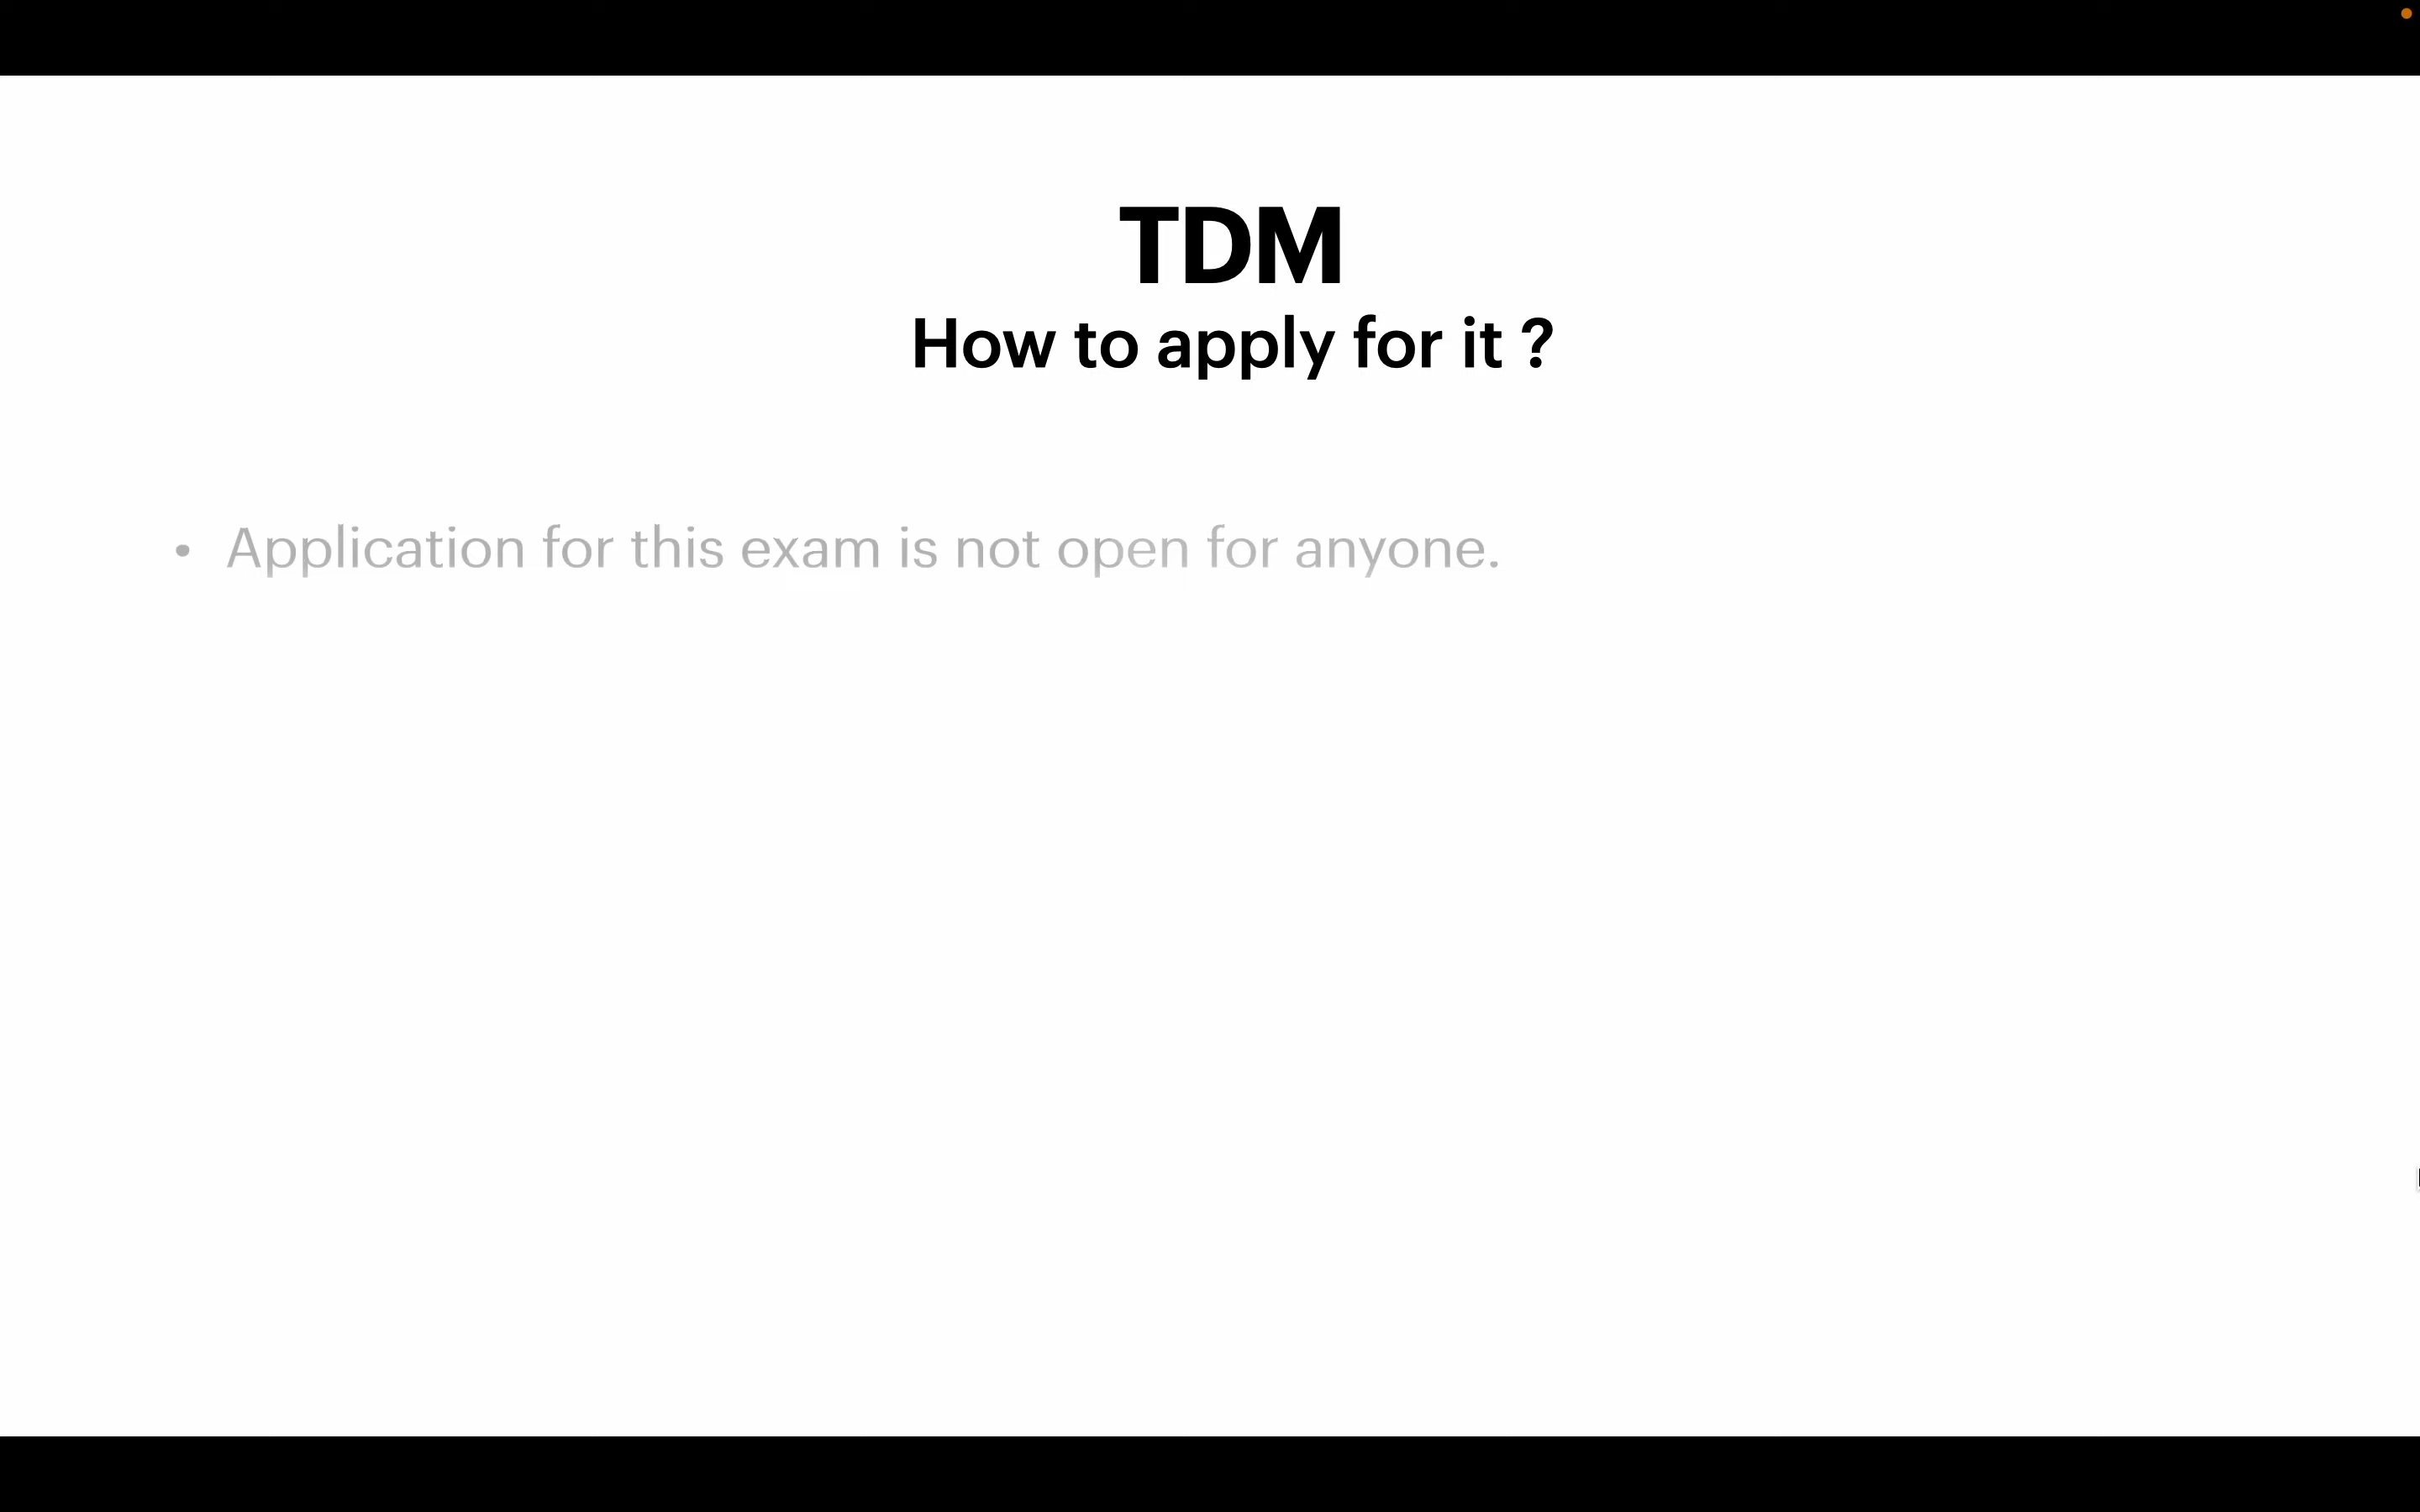 TDM
How to apply for it ?
• Application for this exam is not open for anyone.